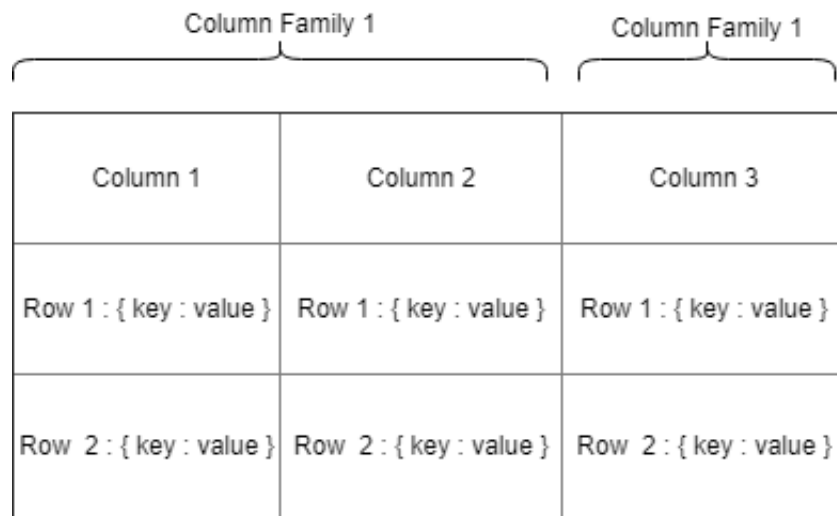 Column Family 1
Column Family 1
Column 1
Column 2
Column 3
Row 1 : { key : value }
Row 1 : { key : value }
Row 1 : { key : value }
Row 2 : { key : value }
Row 2 : { key : value }
Row 2 : { key : value }